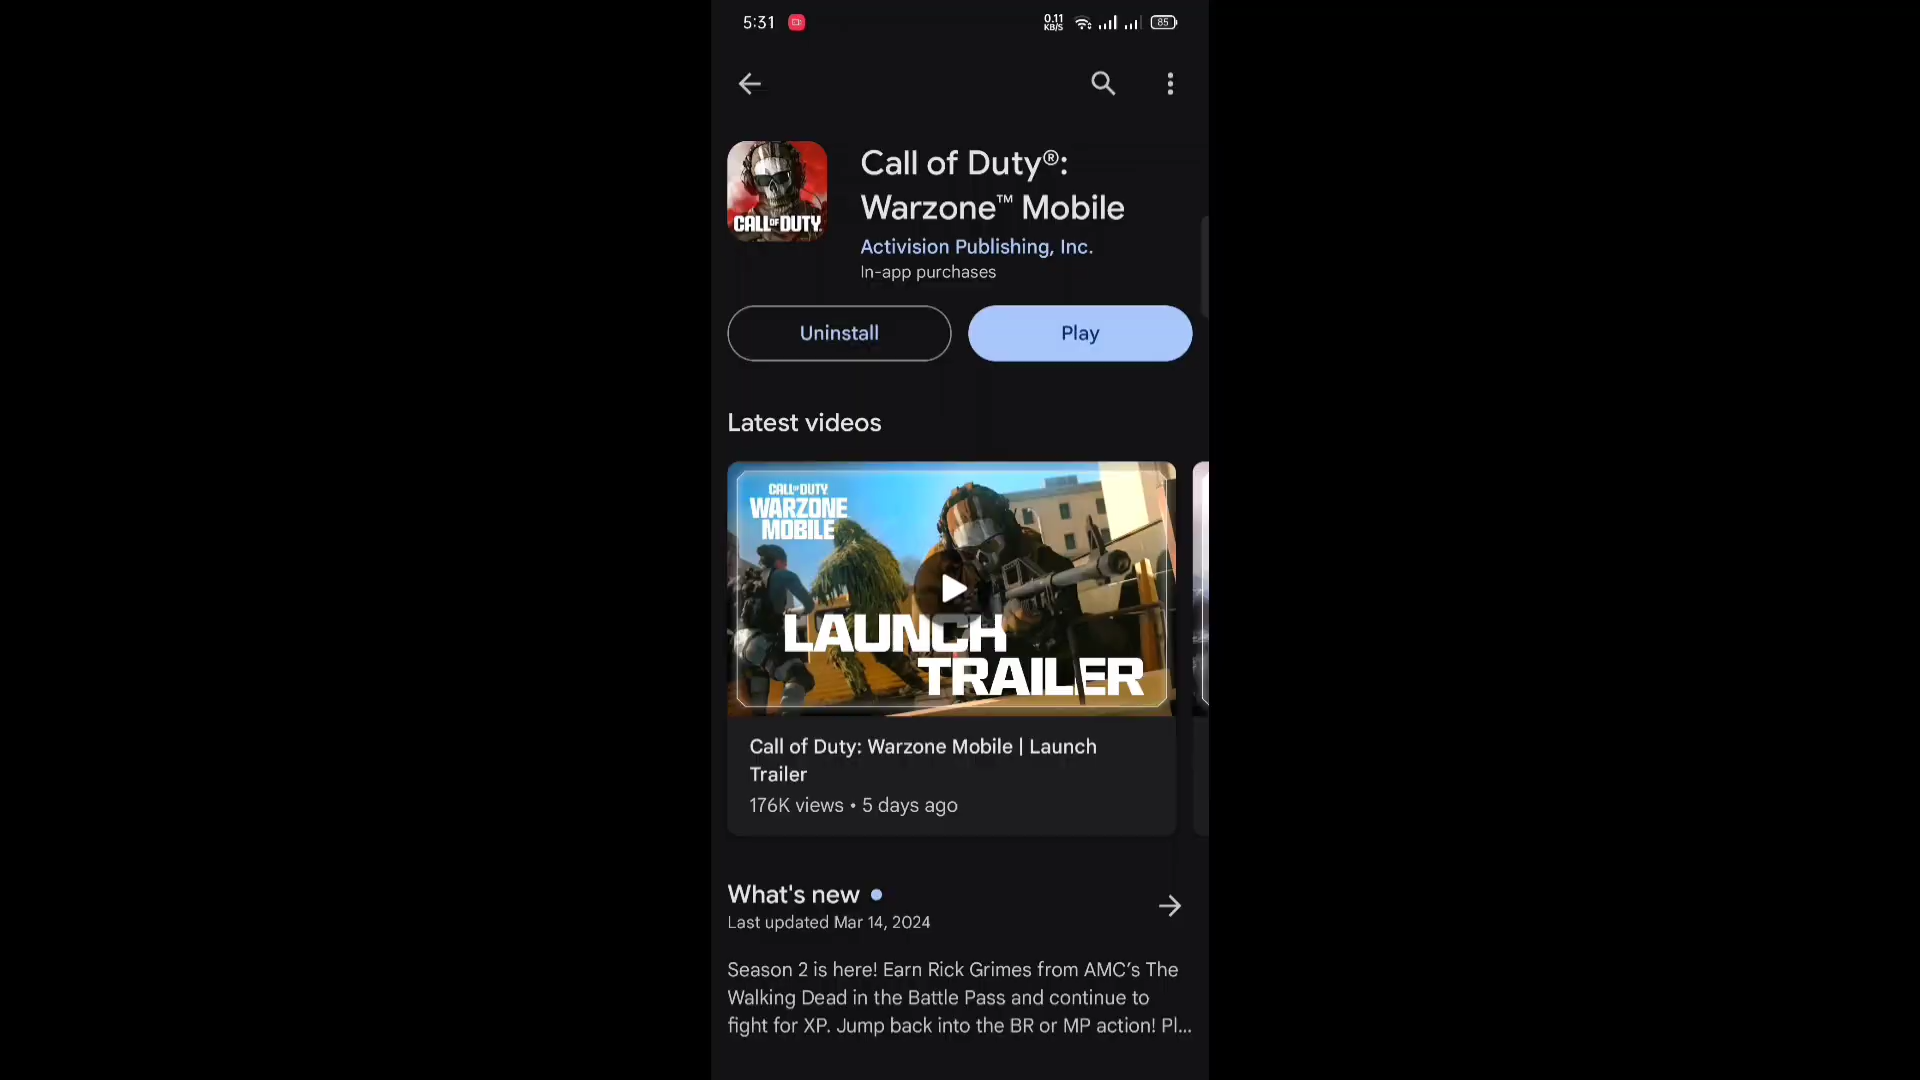 5:31
0.11
KB/S
85
CALL OF DUTY
Call of Duty®:
Warzone™ Mobile
Activision Publishing, Inc.
In-app purchases
Uninstall
Play
Latest videos
CALL OF DUTY
WARZONE
MOBILE
LAUNCH
TRAILER
Call of Duty: Warzone Mobile | Launch
Trailer
176K views • 5 days ago
What's new
Last updated Mar 14, 2024
Season 2 is here! Earn Rick Grimes from AMC’s The
Walking Dead in the Battle Pass and continue to
fight for XP. Jump back into the BR or MP action! Pl...